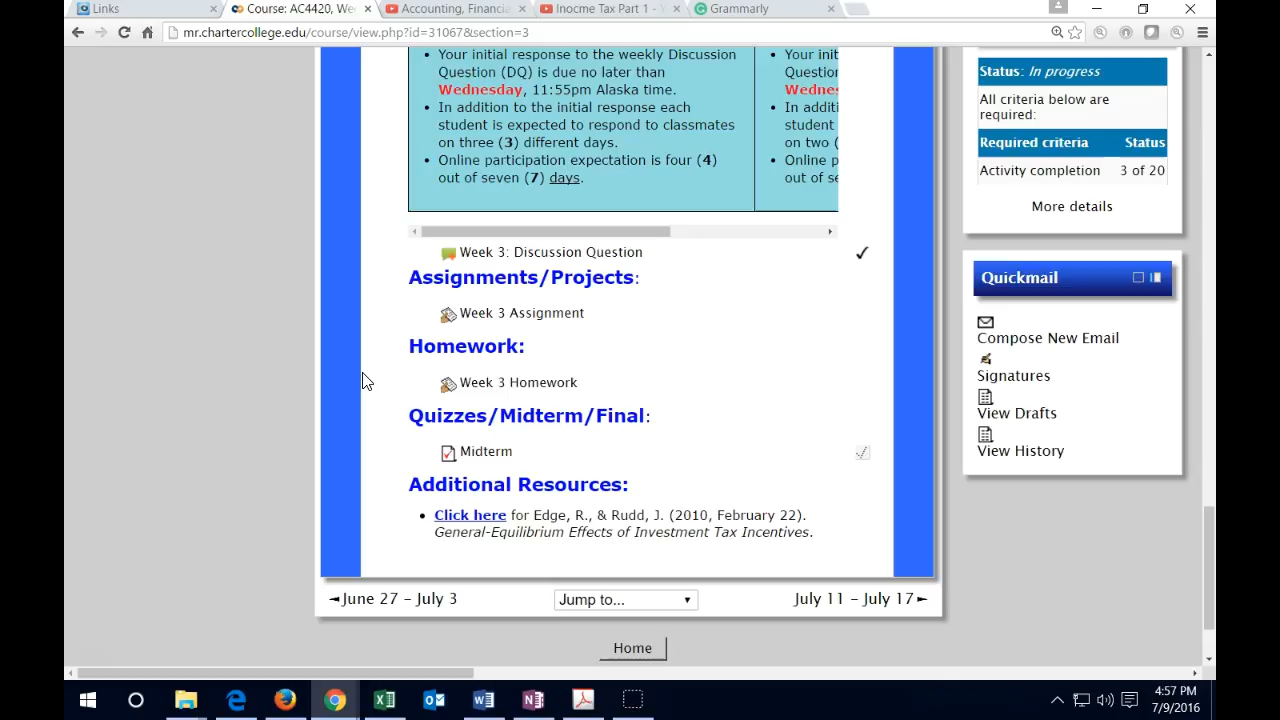 Links
Course: AC4420, We
Accounting, Financia
Inocme Tax Part 1 - Y
Grammarly
mr.chartercollege.edu/course/view.php?id=31067&section=3
Your initial response to the weekly Discussion
Question (DQ) is due no later than
Wednesday, 11:55pm Alaska time.
In addition to the initial response each
student is expected to respond to classmates
on three (3) different days.
Online participation expectation is four (4)
out of seven (7) days.
Your init
Question
Wednes
In additi
student
on two (
Online p
out of se
Week 3: Discussion Question
Assignments/Projects:
Week 3 Assignment
Homework:
Week 3 Homework
Quizzes/Midterm/Final:
Midterm
Additional Resources:
Click here for Edge, R., & Rudd, J. (2010, February 22).
General-Equilibrium Effects of Investment Tax Incentives.
◄June 27 - July 3
Jump to...
July 11 - July 17►
Home
Status: In progress
All criteria below are
required:
Required criteria Status
Activity completion 3 of 20
More details
Quickmail
Compose New Email
Signatures
View Drafts
View History
4:57 PM
7/9/2016